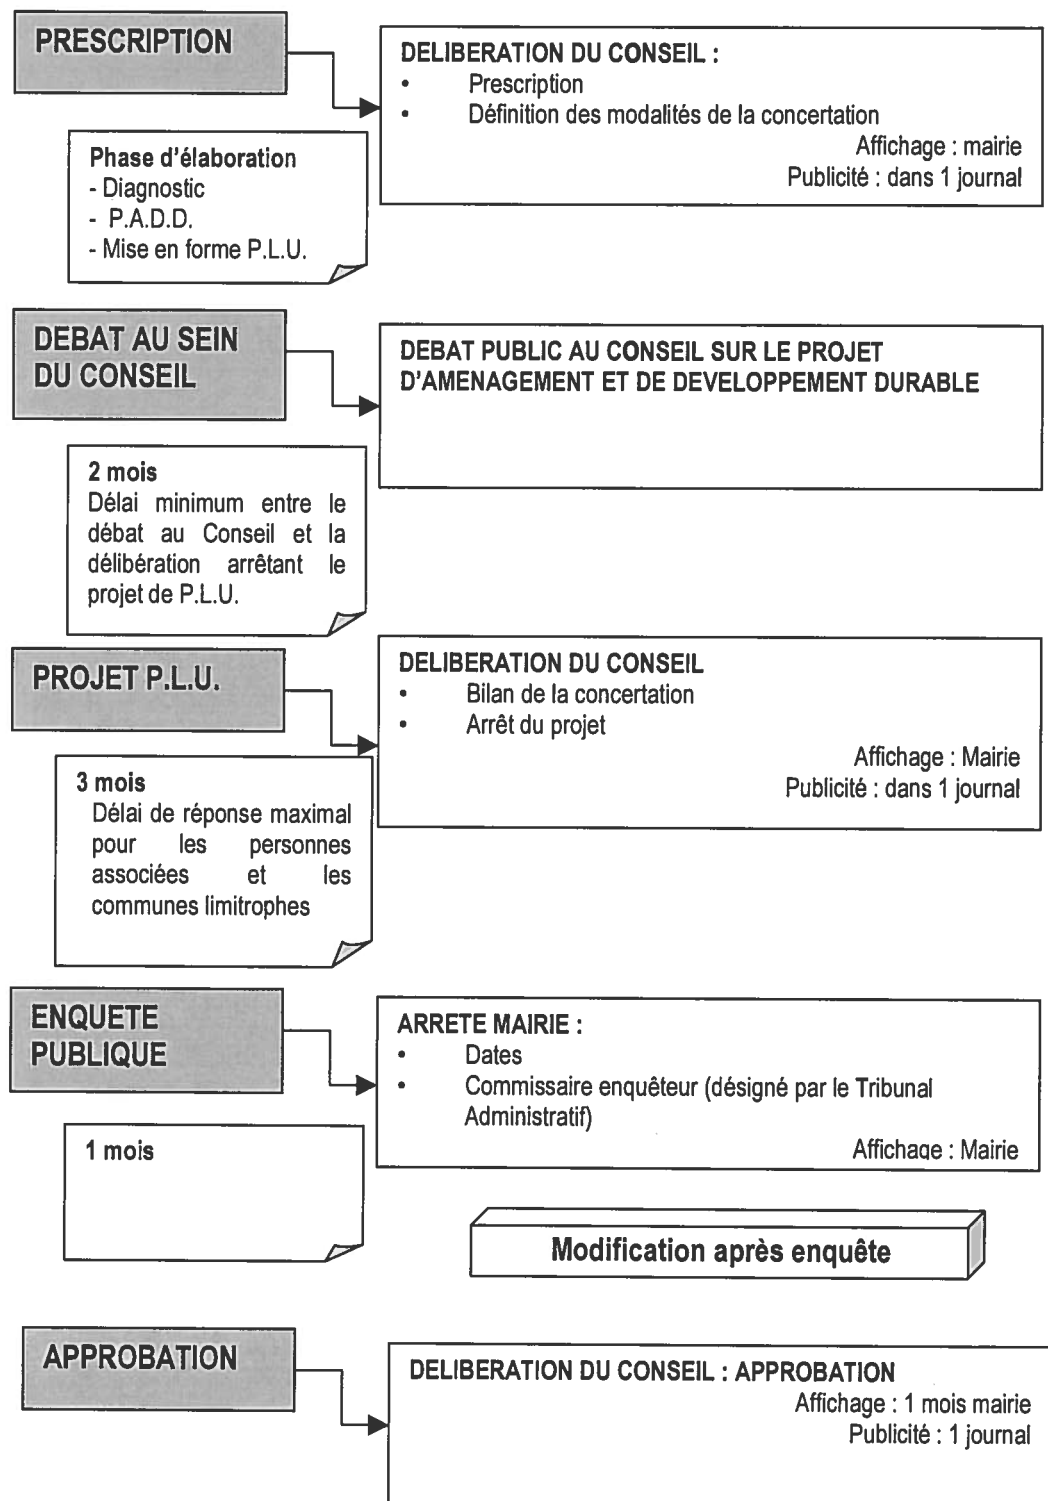 PRESCRIPTION
DELIBERATION DU CONSEIL :
• Prescription
• Définition des modalités de la concertation
Affichage : mairie
Publicité : dans 1 journal
Phase d'élaboration
- Diagnostic
- P.A.D.D.
- Mise en forme P.L.U.
DEBAT AU SEIN
DU CONSEIL
DEBAT PUBLIC AU CONSEIL SUR LE PROJET
D'AMENAGEMENT ET DE DEVELOPPEMENT DURABLE
2 mois
Délai minimum entre le
débat au Conseil et la
délibération arrêtant le
projet de P.L.U.
PROJET P.L.U.
DELIBERATION DU CONSEIL
• Bilan de la concertation
• Arrêt du projet
Affichage : Mairie
Publicité : dans 1 journal
3 mois
Délai de réponse maximal
pour les personnes
associées et les
communes limitrophes
ENQUETE
PUBLIQUE
ARRETE MAIRIE :
• Dates
• Commissaire enquêteur (désigné par le Tribunal
Administratif)
Affichage : Mairie
1 mois
Modification après enquête
APPROBATION
DELIBERATION DU CONSEIL : APPROBATION
Affichage : 1 mois mairie
Publicité : 1 journal